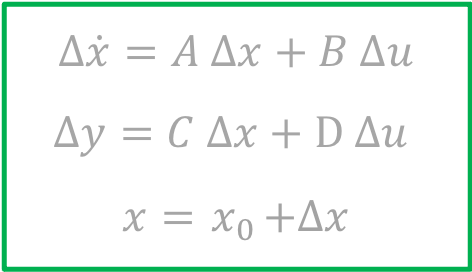 Δẋ = A Δx + B Δu
Δy = C Δx + D Δu
x = x₀ +Δx